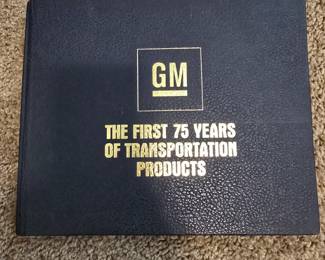 GM
THE FIRST 75 YEARS
OF TRANSPORTATION
PRODUCTS